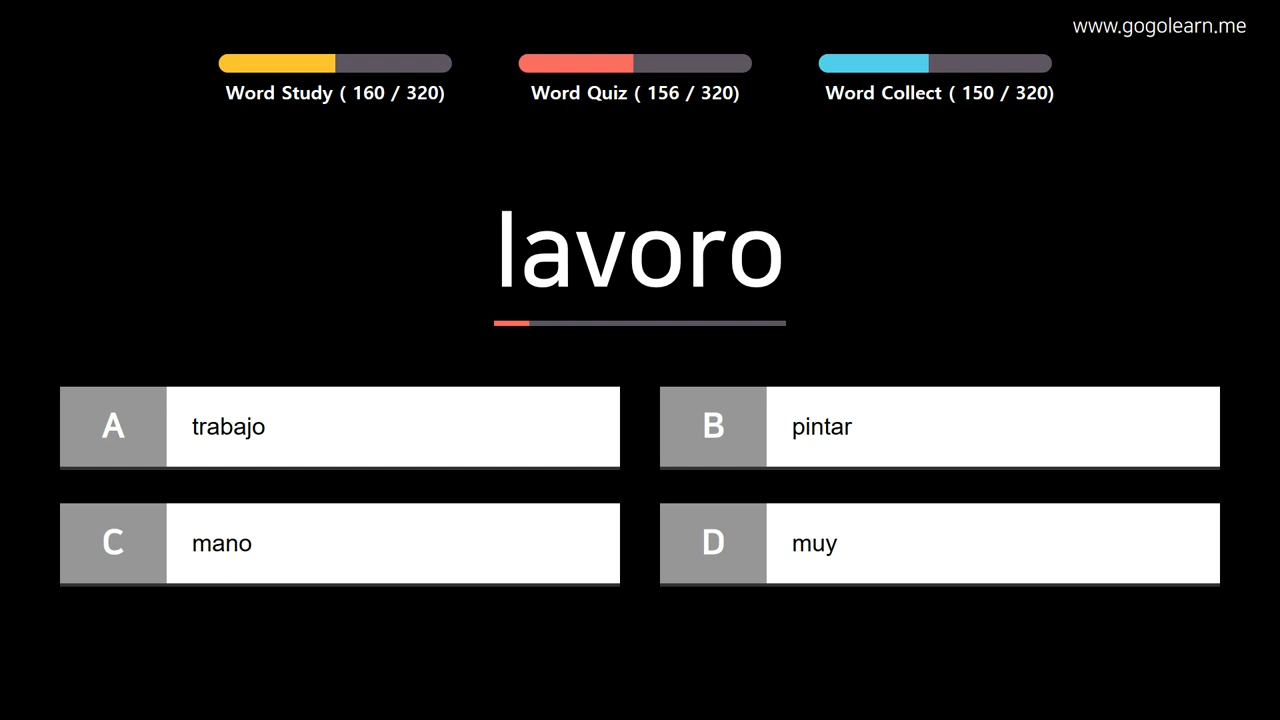 www.gogolearn.me
Word Study ( 160 / 320)
Word Quiz ( 156 / 320)
Word Collect ( 150 / 320)
lavoro
A trabajo
B pintar
C mano
D muy